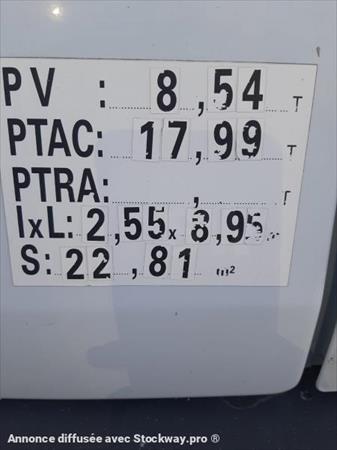 PV : 8,54 T
PTAC: 17,99 T
PTRA: , T
lxL: 2,55x 8,95
S: 22,81 m²
Annonce diffusée avec Stockway.pro ®